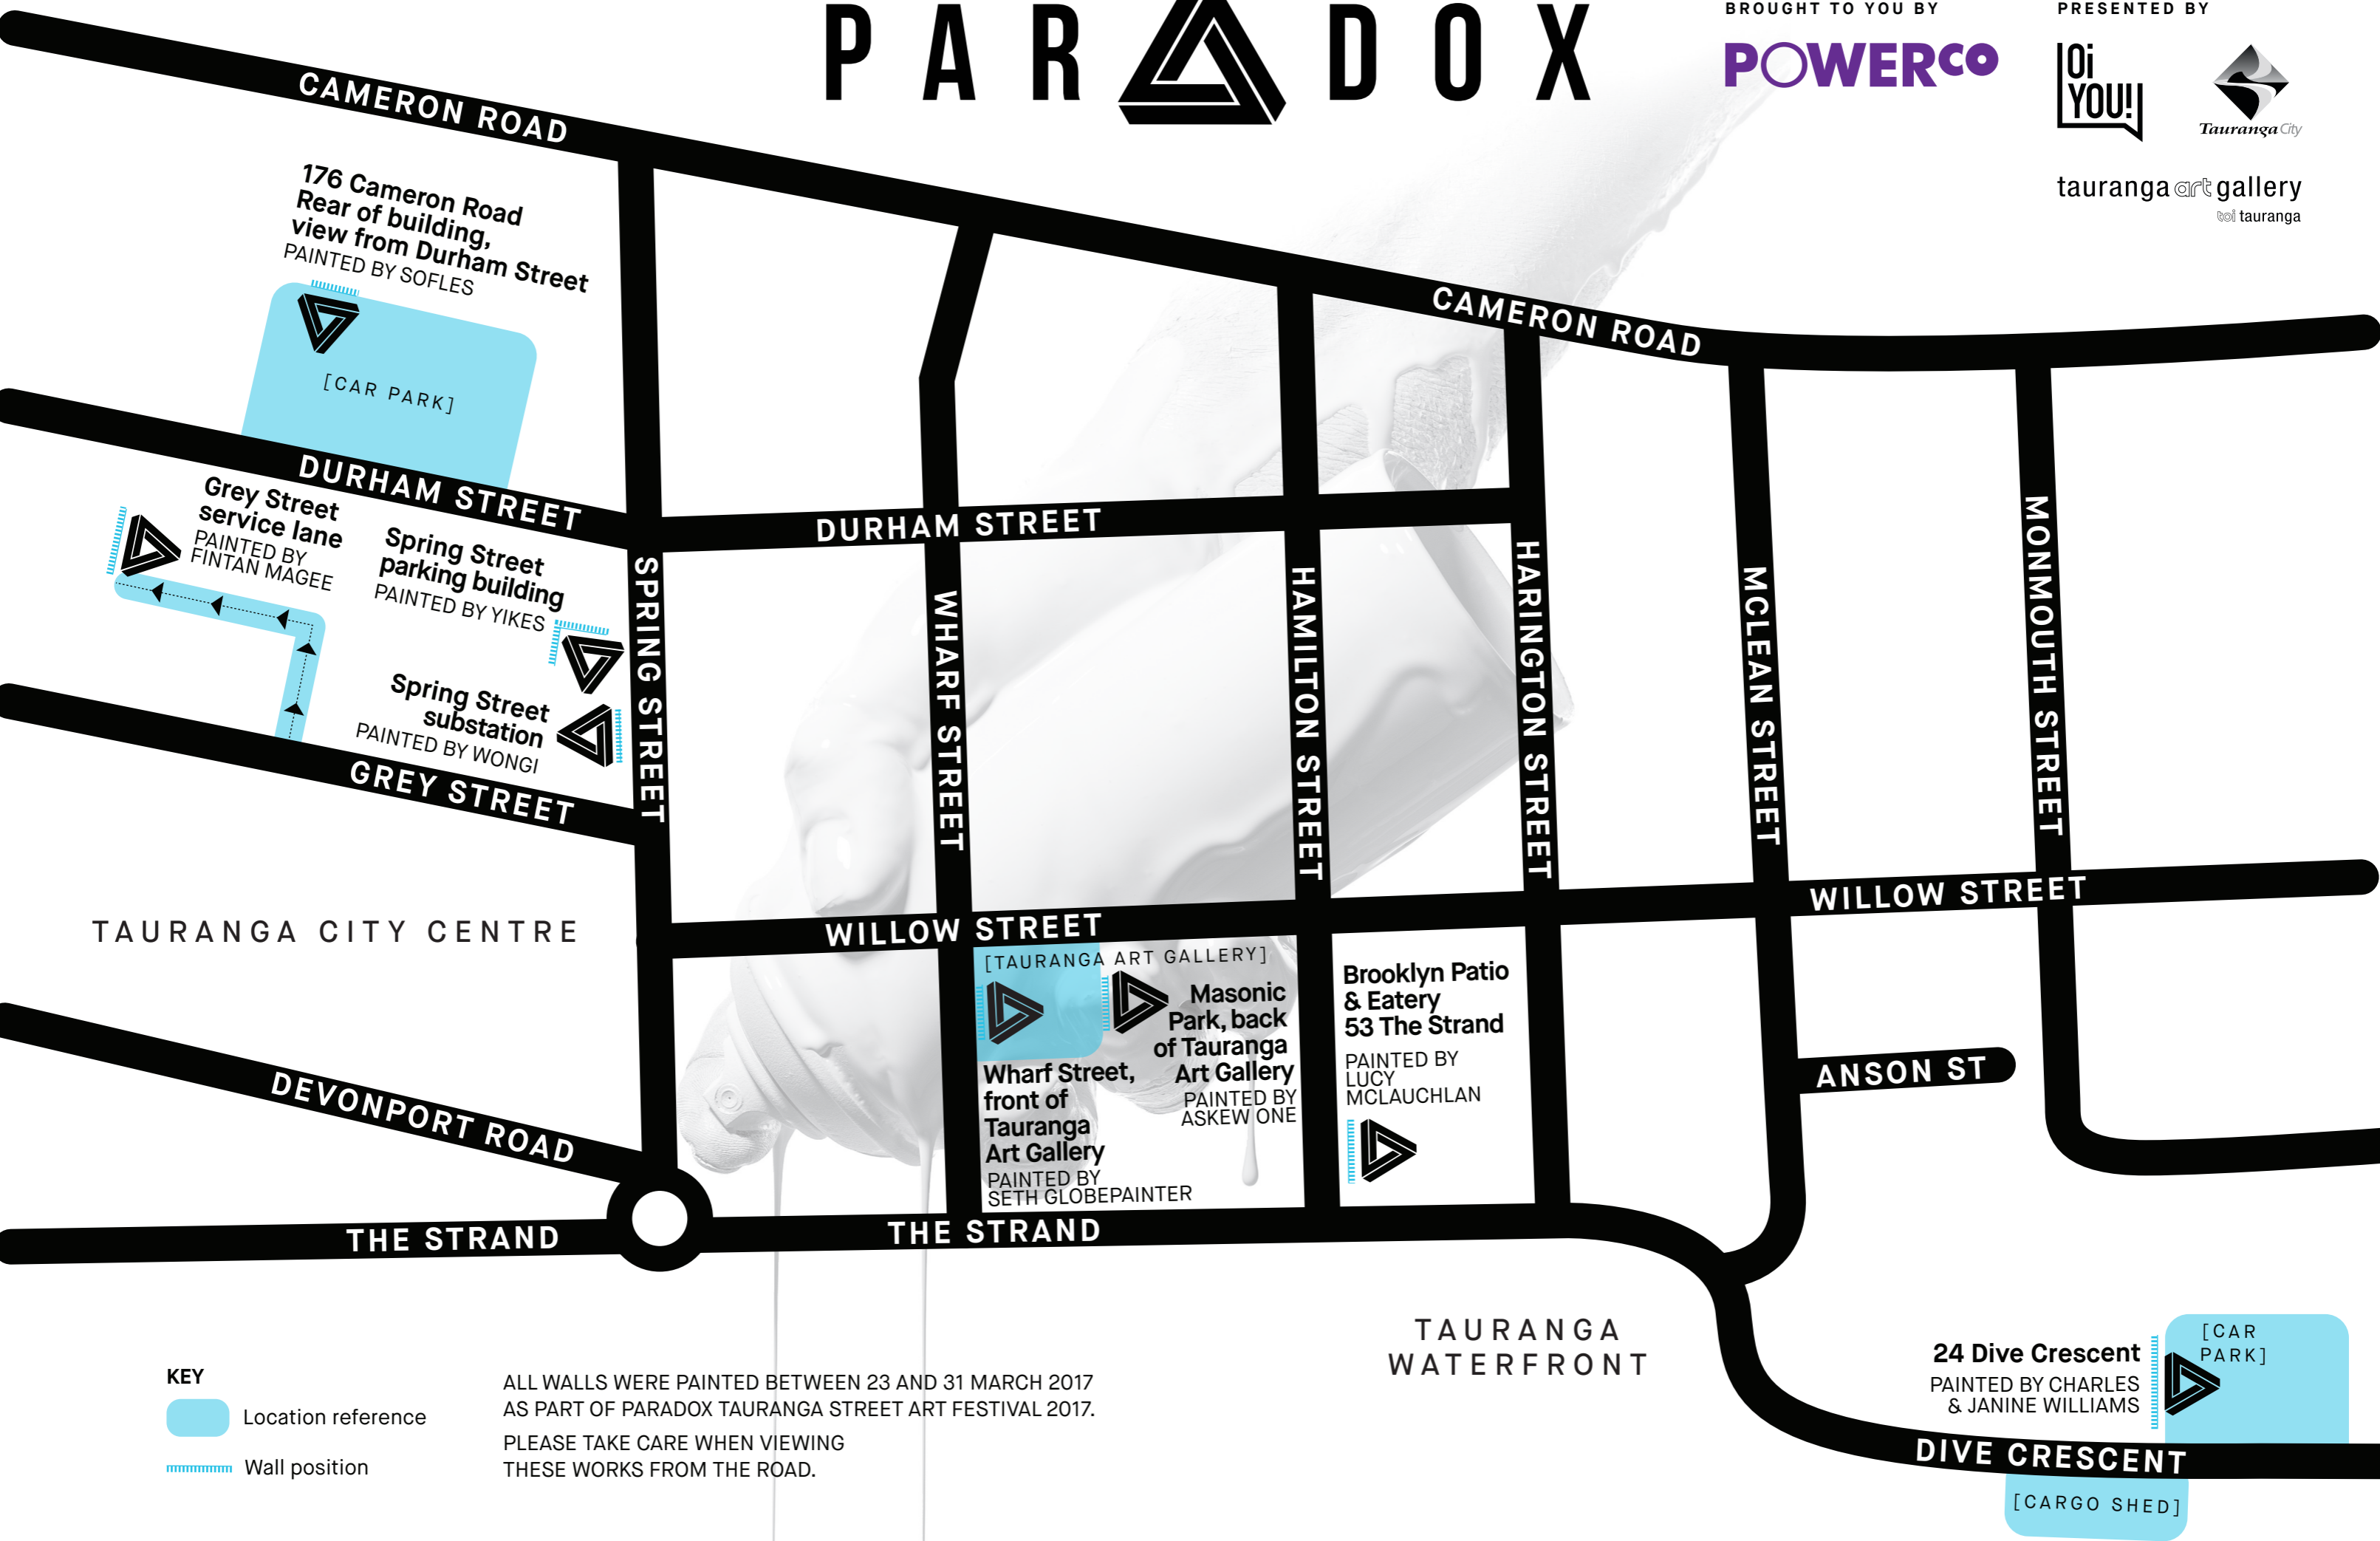 PARADOX
BROUGHT TO YOU BY
POWERCO
PRESENTED BY
Oi
YOU!
Tauranga City
tauranga art gallery
toi tauranga
CAMERON ROAD
176 Cameron Road
Rear of building,
view from Durham Street
PAINTED BY SOFLES
[CAR PARK]
CAMERON ROAD
DURHAM STREET
DURHAM STREET
Grey Street
service lane
PAINTED BY
FINTAN MAGEE
Spring Street
parking building
PAINTED BY YIKES
Spring Street
substation
PAINTED BY WONGI
GREY STREET
SPRING STREET
WHARF STREET
HAMILTON STREET
HARINGTON STREET
MCLEAN STREET
MONMOUTH STREET
TAURANGA CITY CENTRE
WILLOW STREET
WILLOW STREET
[TAURANGA ART GALLERY]
Masonic
Park, back
of Tauranga
Art Gallery
PAINTED BY
ASKEW ONE
Wharf Street,
front of
Tauranga
Art Gallery
PAINTED BY
SETH GLOBEPAINTER
Brooklyn Patio
& Eatery
53 The Strand
PAINTED BY
LUCY
MCLAUCHLAN
ANSON ST
DEVONPORT ROAD
THE STRAND
THE STRAND
TAURANGA
WATERFRONT
24 Dive Crescent
PAINTED BY CHARLES
& JANINE WILLIAMS
[CAR
PARK]
DIVE CRESCENT
[CARGO SHED]
KEY
Location reference
Wall position
ALL WALLS WERE PAINTED BETWEEN 23 AND 31 MARCH 2017
AS PART OF PARADOX TAURANGA STREET ART FESTIVAL 2017.
PLEASE TAKE CARE WHEN VIEWING
THESE WORKS FROM THE ROAD.